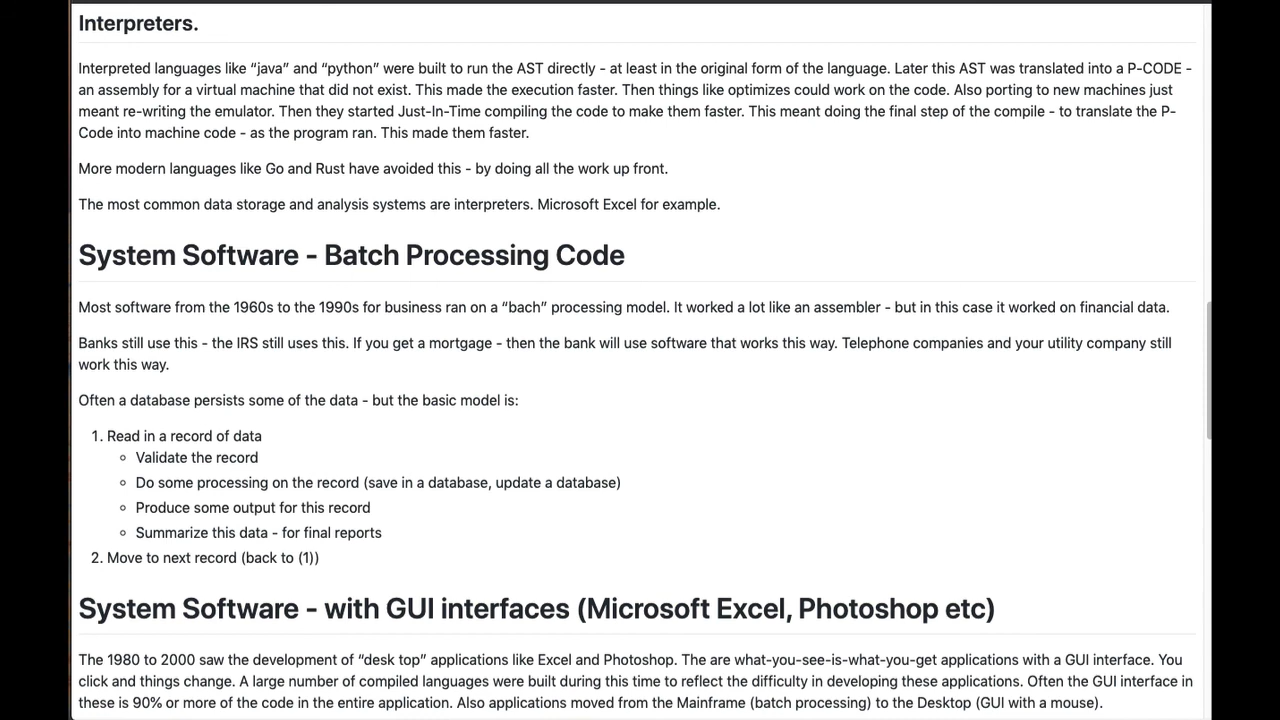 Interpreters.
Interpreted languages like “java” and “python” were built to run the AST directly - at least in the original form of the language. Later this AST was translated into a P-CODE -
an assembly for a virtual machine that did not exist. This made the execution faster. Then things like optimizes could work on the code. Also porting to new machines just
meant re-writing the emulator. Then they started Just-In-Time compiling the code to make them faster. This meant doing the final step of the compile - to translate the P-
Code into machine code - as the program ran. This made them faster.
More modern languages like Go and Rust have avoided this - by doing all the work up front.
The most common data storage and analysis systems are interpreters. Microsoft Excel for example.
System Software - Batch Processing Code
Most software from the 1960s to the 1990s for business ran on a “bach” processing model. It worked a lot like an assembler - but in this case it worked on financial data.
Banks still use this - the IRS still uses this. If you get a mortgage - then the bank will use software that works this way. Telephone companies and your utility company still
work this way.
Often a database persists some of the data - but the basic model is:
1. Read in a record of data
◦ Validate the record
◦ Do some processing on the record (save in a database, update a database)
◦ Produce some output for this record
◦ Summarize this data - for final reports
2. Move to next record (back to (1))
System Software - with GUI interfaces (Microsoft Excel, Photoshop etc)
The 1980 to 2000 saw the development of “desk top” applications like Excel and Photoshop. The are what-you-see-is-what-you-get applications with a GUI interface. You
click and things change. A large number of compiled languages were built during this time to reflect the difficulty in developing these applications. Often the GUI interface in
these is 90% or more of the code in the entire application. Also applications moved from the Mainframe (batch processing) to the Desktop (GUI with a mouse).